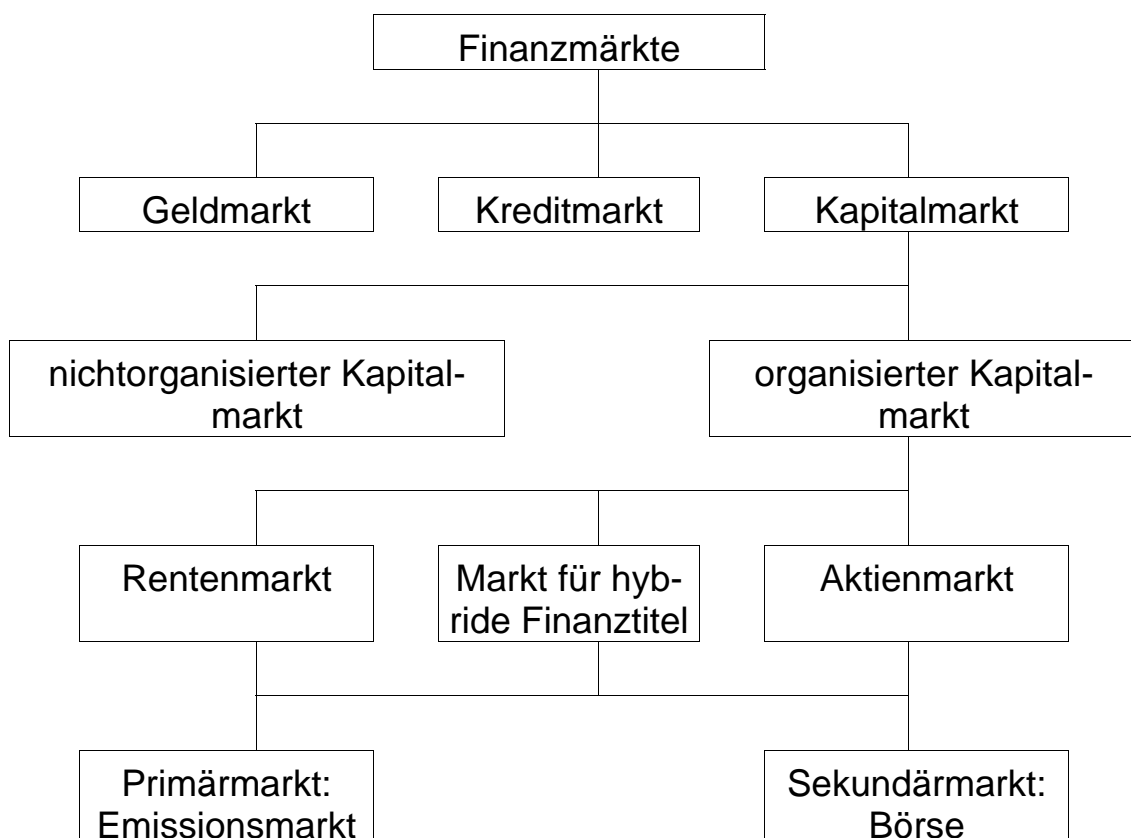 Finanzmärkte
Geldmarkt
Kreditmarkt
Kapitalmarkt
nichtorganisierter Kapital-
markt
organisierter Kapital-
markt
Rentenmarkt
Markt für hyb-
ride Finanztitel
Aktienmarkt
Primärmarkt:
Emissionsmarkt
Sekundärmarkt:
Börse